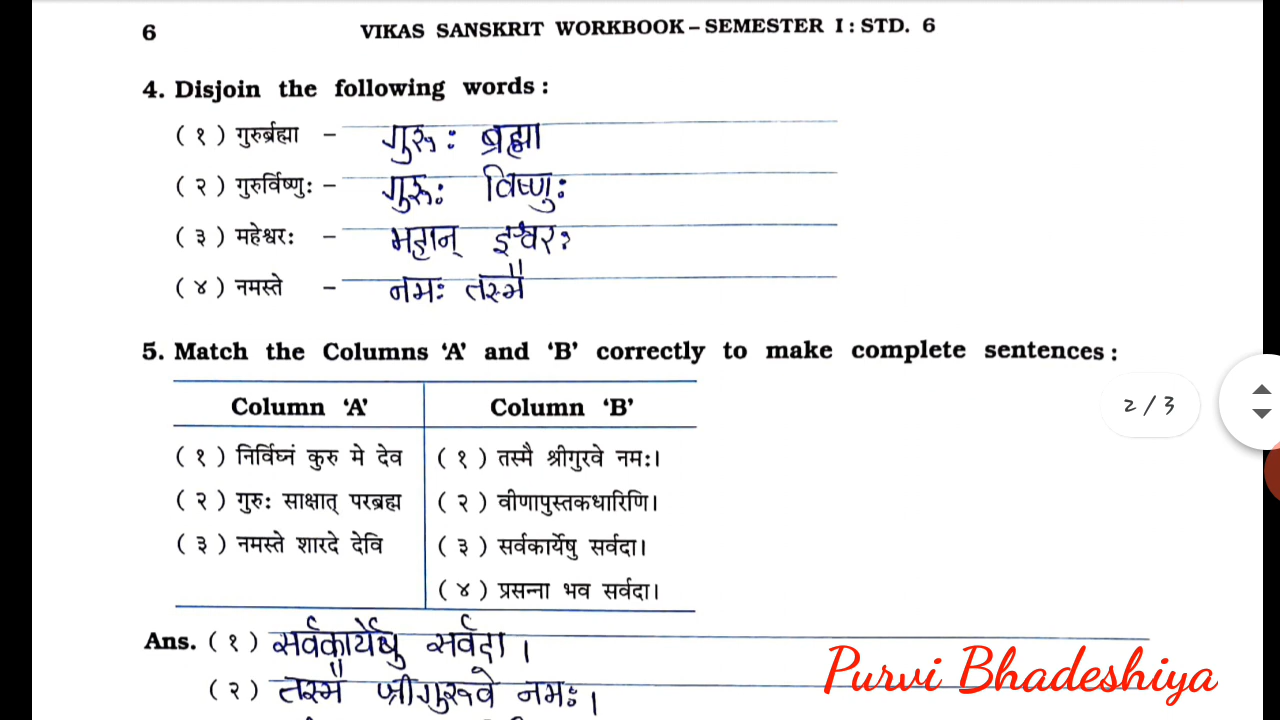 6 VIKAS SANSKRIT WORKBOOK – SEMESTER I : STD. 6
4. Disjoin the following words :
( १ ) गुरुर्ब्रह्मा – गुरुः ब्रह्मा
( २ ) गुरुर्विष्णुः – गुरुः विष्णुः
( ३ ) महेश्वरः – महान् इश्वरः
( ४ ) नमस्ते – नमः तस्मै
5. Match the Columns ‘A’ and ‘B’ correctly to make complete sentences :
Column ‘A’ Column ‘B’
( १ ) निर्विघ्नं कुरु मे देव ( १ ) तस्मै श्रीगुरवे नमः।
( २ ) गुरुः साक्षात् परब्रह्म ( २ ) वीणापुस्तकधारिणि।
2 / 3
( ३ ) नमस्ते शारदे देवि ( ३ ) सर्वकार्येषु सर्वदा।
( ४ ) प्रसन्ना भव सर्वदा।
Ans. ( १ ) सर्वकार्येषु सर्वदा ।
( २ ) तस्मै श्रीगुरुवे नमः ।
Purvi Bhadeshiya